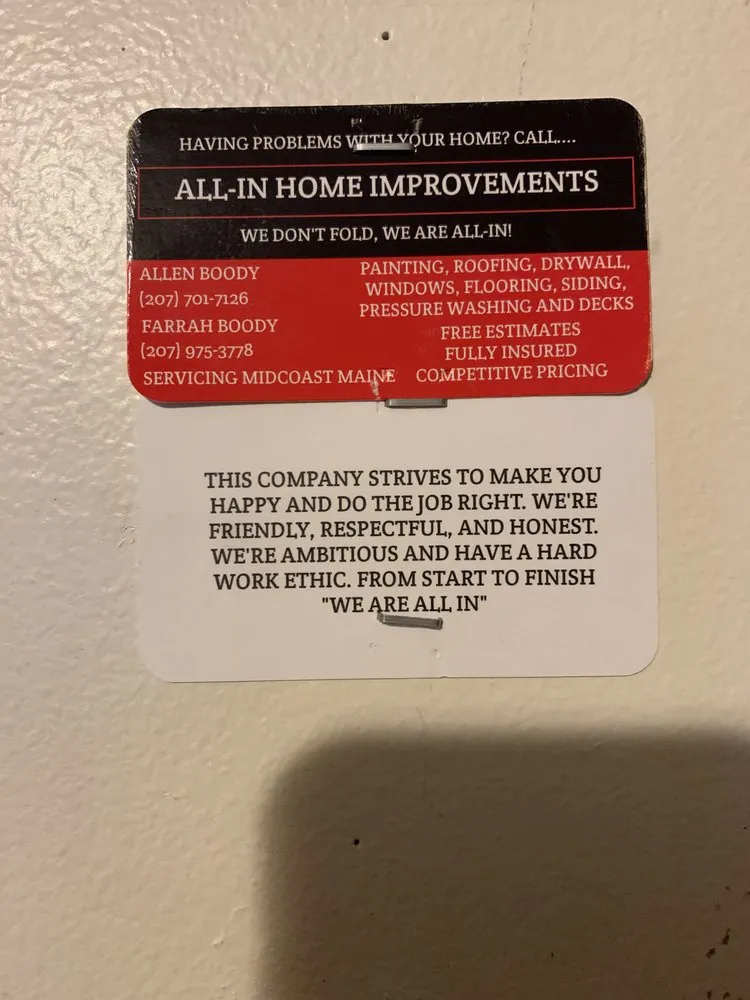 HAVING PROBLEMS WITH YOUR HOME? CALL....
ALL-IN HOME IMPROVEMENTS
WE DON'T FOLD, WE ARE ALL-IN!
ALLEN BOODY
(207) 701-7126
FARRAH BOODY
(207) 975-3778
SERVICING MIDCOAST MAINE
PAINTING, ROOFING, DRYWALL,
WINDOWS, FLOORING, SIDING,
PRESSURE WASHING AND DECKS
FREE ESTIMATES
FULLY INSURED
COMPETITIVE PRICING
THIS COMPANY STRIVES TO MAKE YOU
HAPPY AND DO THE JOB RIGHT. WE'RE
FRIENDLY, RESPECTFUL, AND HONEST.
WE'RE AMBITIOUS AND HAVE A HARD
WORK ETHIC. FROM START TO FINISH
"WE ARE ALL IN"